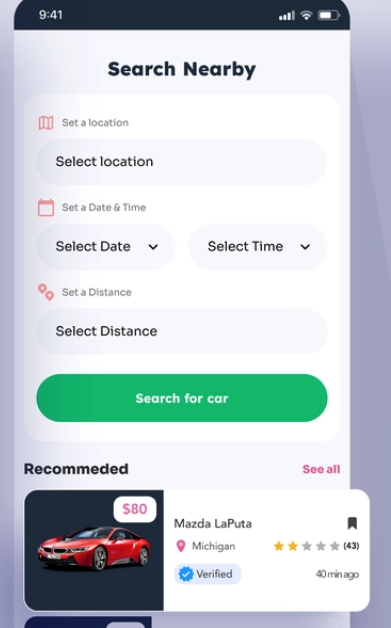 9:41
Search Nearby
Set a location
Select location
Set a Date & Time
Select Date Select Time
Set a Distance
Select Distance
Search for car
Recommeded See all
$80
Mazda LaPuta
Michigan (43)
Verified 40 min ago